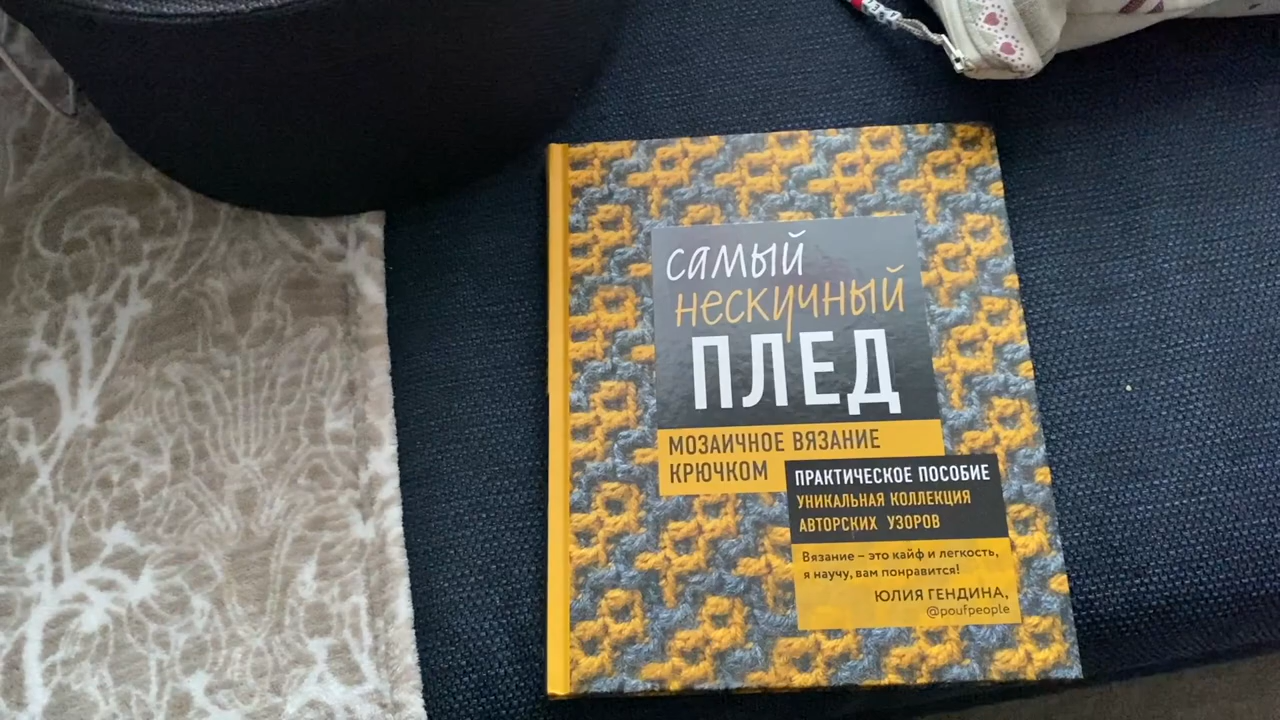 самый
нескучный
ПЛЕД
МОЗАИЧНОЕ ВЯЗАНИЕ
КРЮЧКОМ
ПРАКТИЧЕСКОЕ ПОСОБИЕ
УНИКАЛЬНАЯ КОЛЛЕКЦИЯ
АВТОРСКИХ УЗОРОВ
Вязание – это кайф и легкость,
я научу, вам понравится!
ЮЛИЯ ГЕНДИНА,
@poufpeople